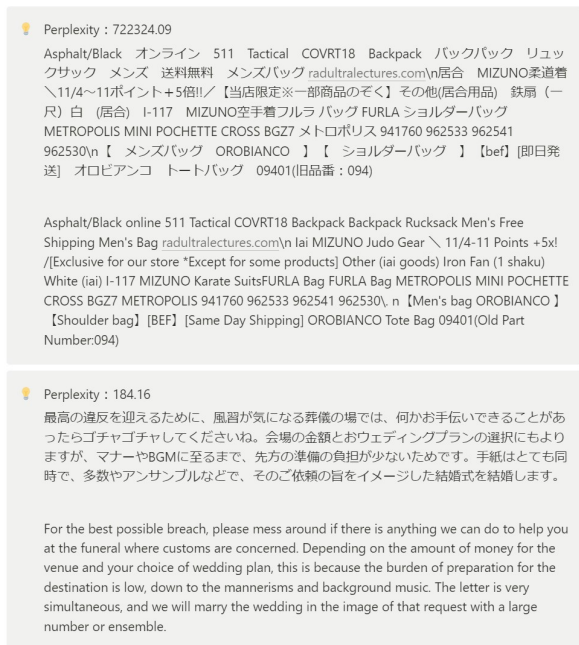 Perplexity：722324.09
Asphalt/Black　オンライン　511　Tactical　COVRT18　Backpack　バックパック　リュッ
クサック　メンズ　送料無料　メンズバッグ radultralectures.com\n居合　MIZUNO柔道着
＼11/4～11ポイント＋5倍!!／【当店限定※一部商品のぞく】その他(居合用品)　鉄扇（一
尺）白　(居合)　I-117　MIZUNO空手着フルラ バッグ FURLA ショルダーバッグ
METROPOLIS MINI POCHETTE CROSS BGZ7 メトロポリス 941760 962533 962541
962530\n【　メンズバッグ　OROBIANCO　】【　ショルダーバッグ　】【bef】[即日発
送]　オロビアンコ　トートバッグ　09401(旧品番：094)
Asphalt/Black online 511 Tactical COVRT18 Backpack Backpack Rucksack Men's Free
Shipping Men's Bag radultralectures.com\n Iai MIZUNO Judo Gear ＼ 11/4-11 Points +5x!
/[Exclusive for our store *Except for some products] Other (iai goods) Iron Fan (1 shaku)
White (iai) I-117 MIZUNO Karate SuitsFURLA Bag FURLA Bag METROPOLIS MINI POCHETTE
CROSS BGZ7 METROPOLIS 941760 962533 962541 962530\. n【Men's bag OROBIANCO 】
【Shoulder bag】[BEF】[Same Day Shipping] OROBIANCO Tote Bag 09401(Old Part
Number:094)
Perplexity：184.16
最高の違反を迎えるために、風習が気になる葬儀の場では、何かお手伝いできることがあ
ったらゴチャゴチャしてくださいね。会場の金額とおウェディングプランの選択にもより
ますが、マナーやBGMに至るまで、先方の準備の負担が少ないためです。手紙はとても同
時で、多数やアンサンブルなどで、そのご依頼の旨をイメージした結婚式を結婚します。
For the best possible breach, please mess around if there is anything we can do to help you
at the funeral where customs are concerned. Depending on the amount of money for the
venue and your choice of wedding plan, this is because the burden of preparation for the
destination is low, down to the mannerisms and background music. The letter is very
simultaneous, and we will marry the wedding in the image of that request with a large
number or ensemble.